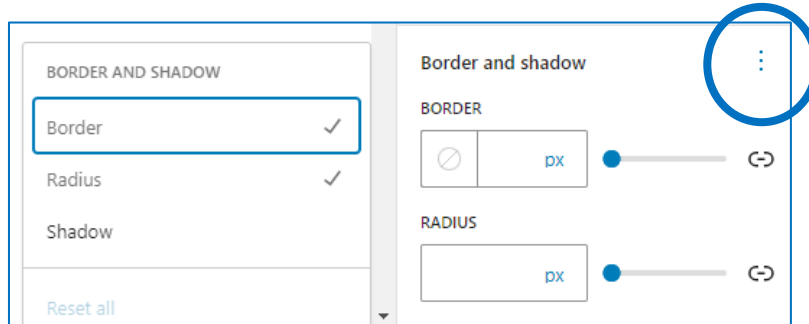 BORDER AND SHADOW
Border
Radius
Shadow
Reset all
Border and shadow
BORDER
px
RADIUS
px